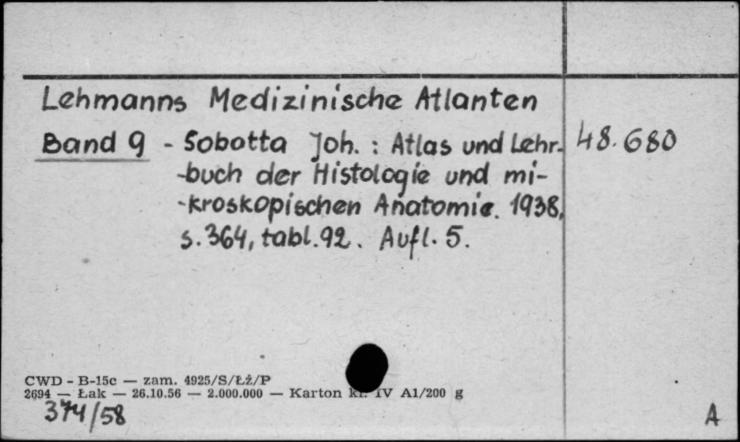 Lehmanns Medizinische Atlanten
Band 9 - Sobotta Joh. : Atlas und Lehr- 48.680
-buch der Histologie und mi-
-kroskopischen Anatomie. 1938,
s. 364, tabl. 92. Aufl. 5.
CWD - B-15c — zam. 4925/S/Łż/P
2694 — Łak — 26.10.56 — 2.000.000 — Karton kl. IV A1/200 g
374/58
A